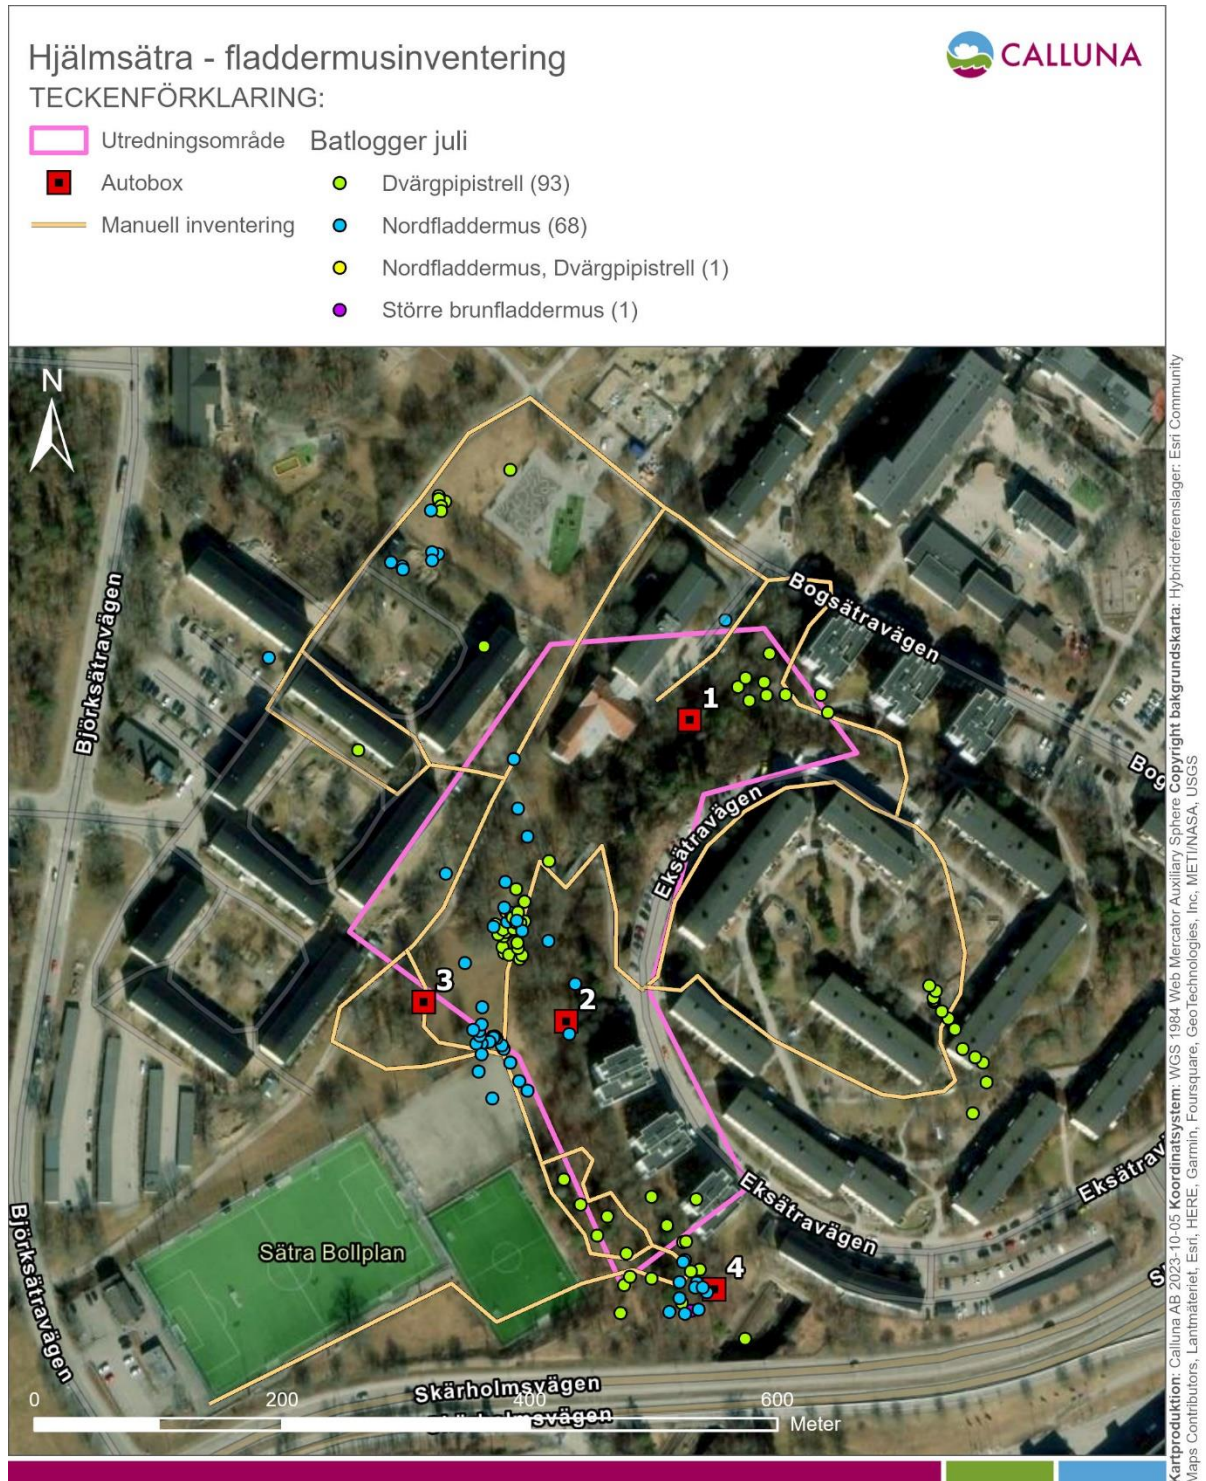 Hjälmsätra - fladdermusinventering
CALLUNA
TECKENFÖRKLARING:
Utredningsområde
Batlogger juli
Autobox
Dvärgpipistrell (93)
Manuell inventering
Nordfladdermus (68)
Nordfladdermus, Dvärgpipistrell (1)
Större brunfladdermus (1)
N
Björksätravägen
Bogsätravägen
Bog
1
Eksätravägen
3
2
Eksätravägen
Eksätrav
4
Sätra Bollplan
Björksätravägen
Skärholmsvägen
0 200 400 600
Meter
Kartproduktion: Calluna AB 2023-10-05 Koordinatsystem: WGS 1984 Web Mercator Auxiliary Sphere Copyright bakgrundskarta: Hybridreferenslager: Esri Community
Maps Contributors, Lantmäteriet, Esri, HERE, Garmin, Foursquare, GeoTechnologies, Inc, METI/NASA, USGS